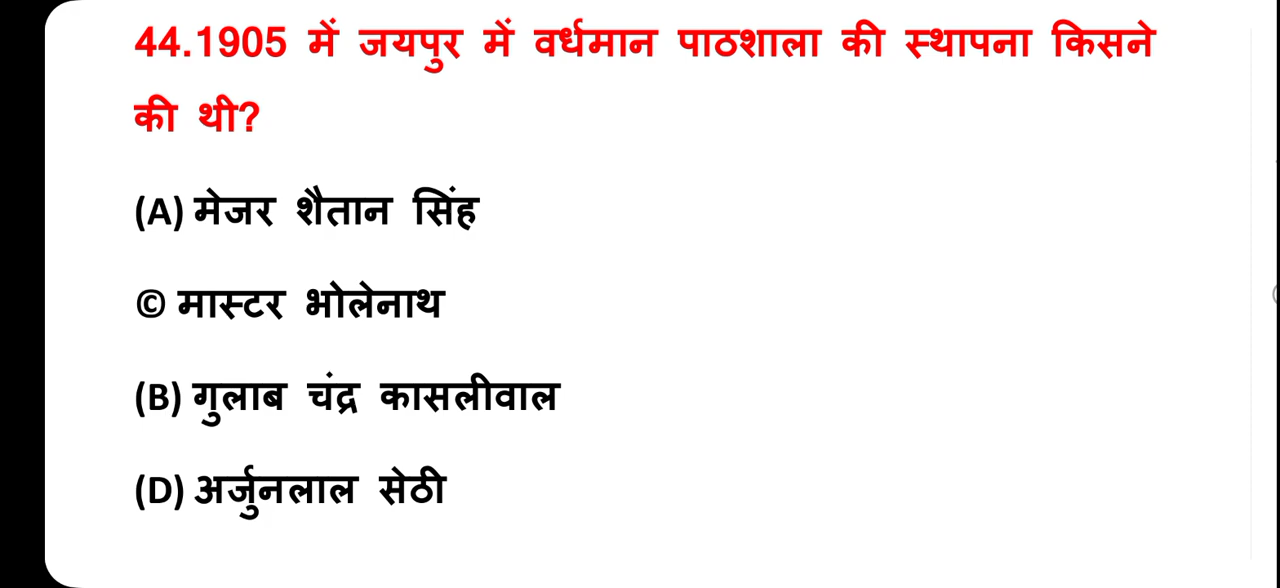 44.1905 में जयपुर में वर्धमान पाठशाला की स्थापना किसने
की थी?
(A) मेजर शैतान सिंह
© मास्टर भोलेनाथ
(B) गुलाब चंद्र कासलीवाल
(D) अर्जुनलाल सेठी